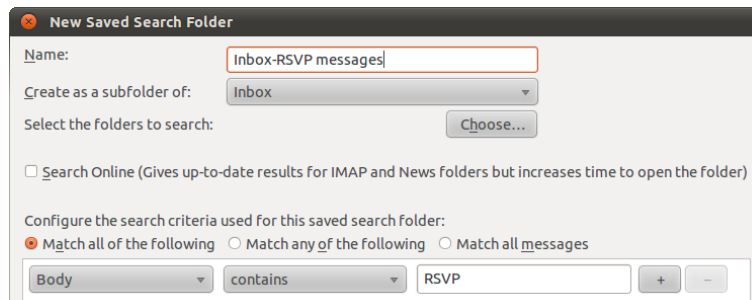 New Saved Search Folder
Name: Inbox-RSVP messages
Create as a subfolder of: Inbox
Select the folders to search: Choose...
Search Online (Gives up-to-date results for IMAP and News folders but increases time to open the folder)
Configure the search criteria used for this saved search folder:
Match all of the following Match any of the following Match all messages
Body contains RSVP + −